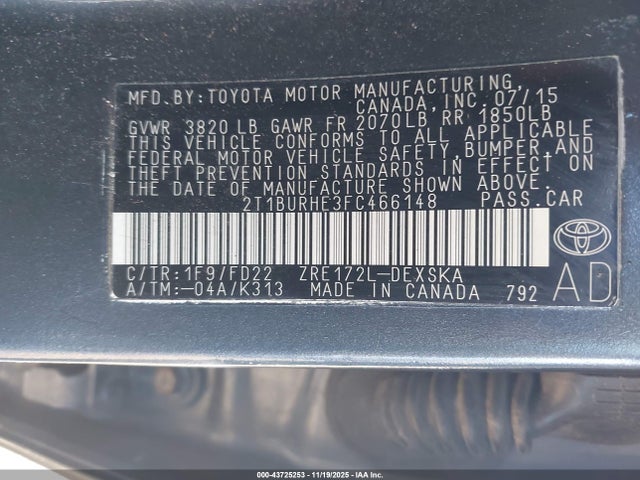 MFD.BY:TOYOTA MOTOR MANUFACTURING,
CANADA, INC. 07/15
GVWR 3820 LB GAWR FR 2070LB RR 1850LB
THIS VEHICLE CONFORMS TO ALL APPLICABLE
FEDERAL MOTOR VEHICLE SAFETY, BUMPER, AND
THEFT PREVENTION STANDARDS IN EFFECT ON
THE DATE OF MANUFACTURE SHOWN ABOVE.
2T1BURHE3FC466148 PASS.CAR
C/TR:1F9/FD22 ZRE172L-DEXSKA
A/TM:-04A/K313 MADE IN CANADA 792
AD
000-43725253 - 11/19/2025 - IAA Inc.